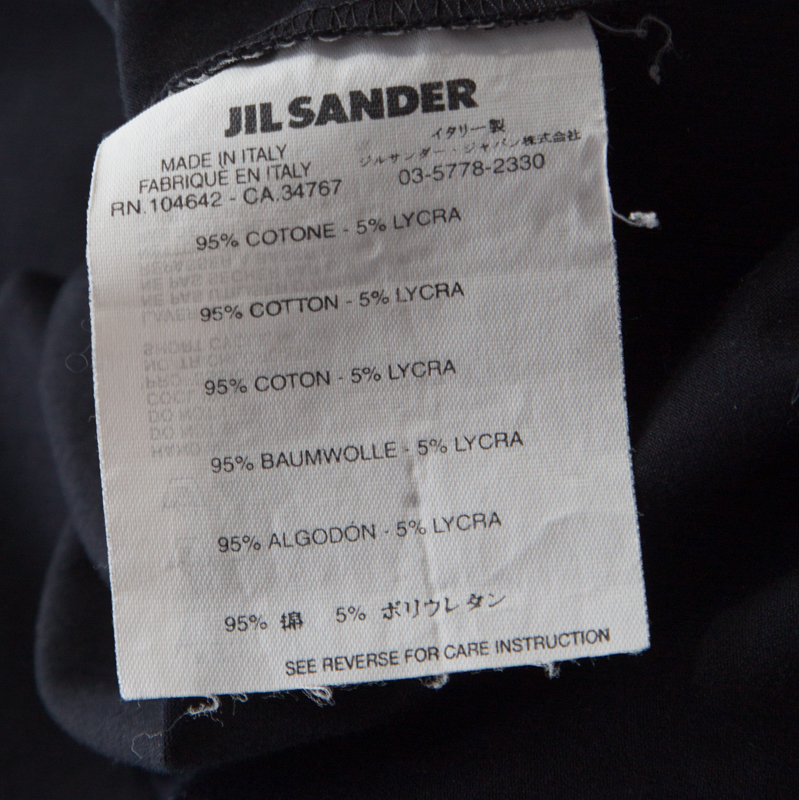 JIL SANDER
MADE IN ITALY
FABRIQUE EN ITALY
RN.104642 - CA.34767
イタリー製
ジルサンダー・ジャパン株式会社
03-5778-2330
95% COTONE - 5% LYCRA
95% COTTON - 5% LYCRA
95% COTON - 5% LYCRA
95% BAUMWOLLE - 5% LYCRA
95% ALGODÓN - 5% LYCRA
95% 綿 5% ポリウレタン
SEE REVERSE FOR CARE INSTRUCTION